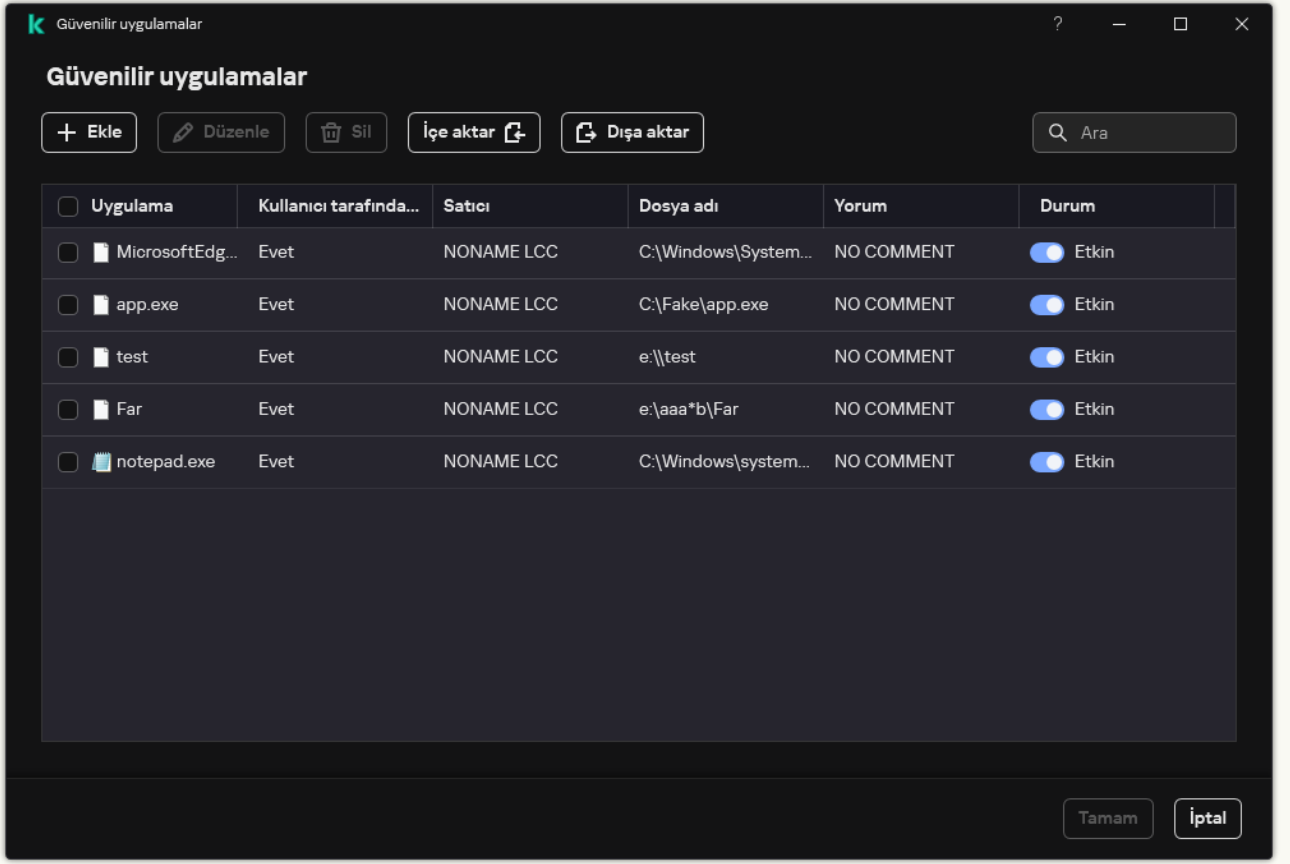 Güvenilir uygulamalar
?
Güvenilir uygulamalar
Ekle Düzenle Sil İçe aktar Dışa aktar Ara
Uygulama Kullanıcı tarafında... Satıcı Dosya adı Yorum Durum
MicrosoftEdg... Evet NONAME LCC C:\Windows\System... NO COMMENT Etkin
app.exe Evet NONAME LCC C:\Fake\app.exe NO COMMENT Etkin
test Evet NONAME LCC e:\\test NO COMMENT Etkin
Far Evet NONAME LCC e:\aaa*b\Far NO COMMENT Etkin
notepad.exe Evet NONAME LCC C:\Windows\system... NO COMMENT Etkin
Tamam İptal